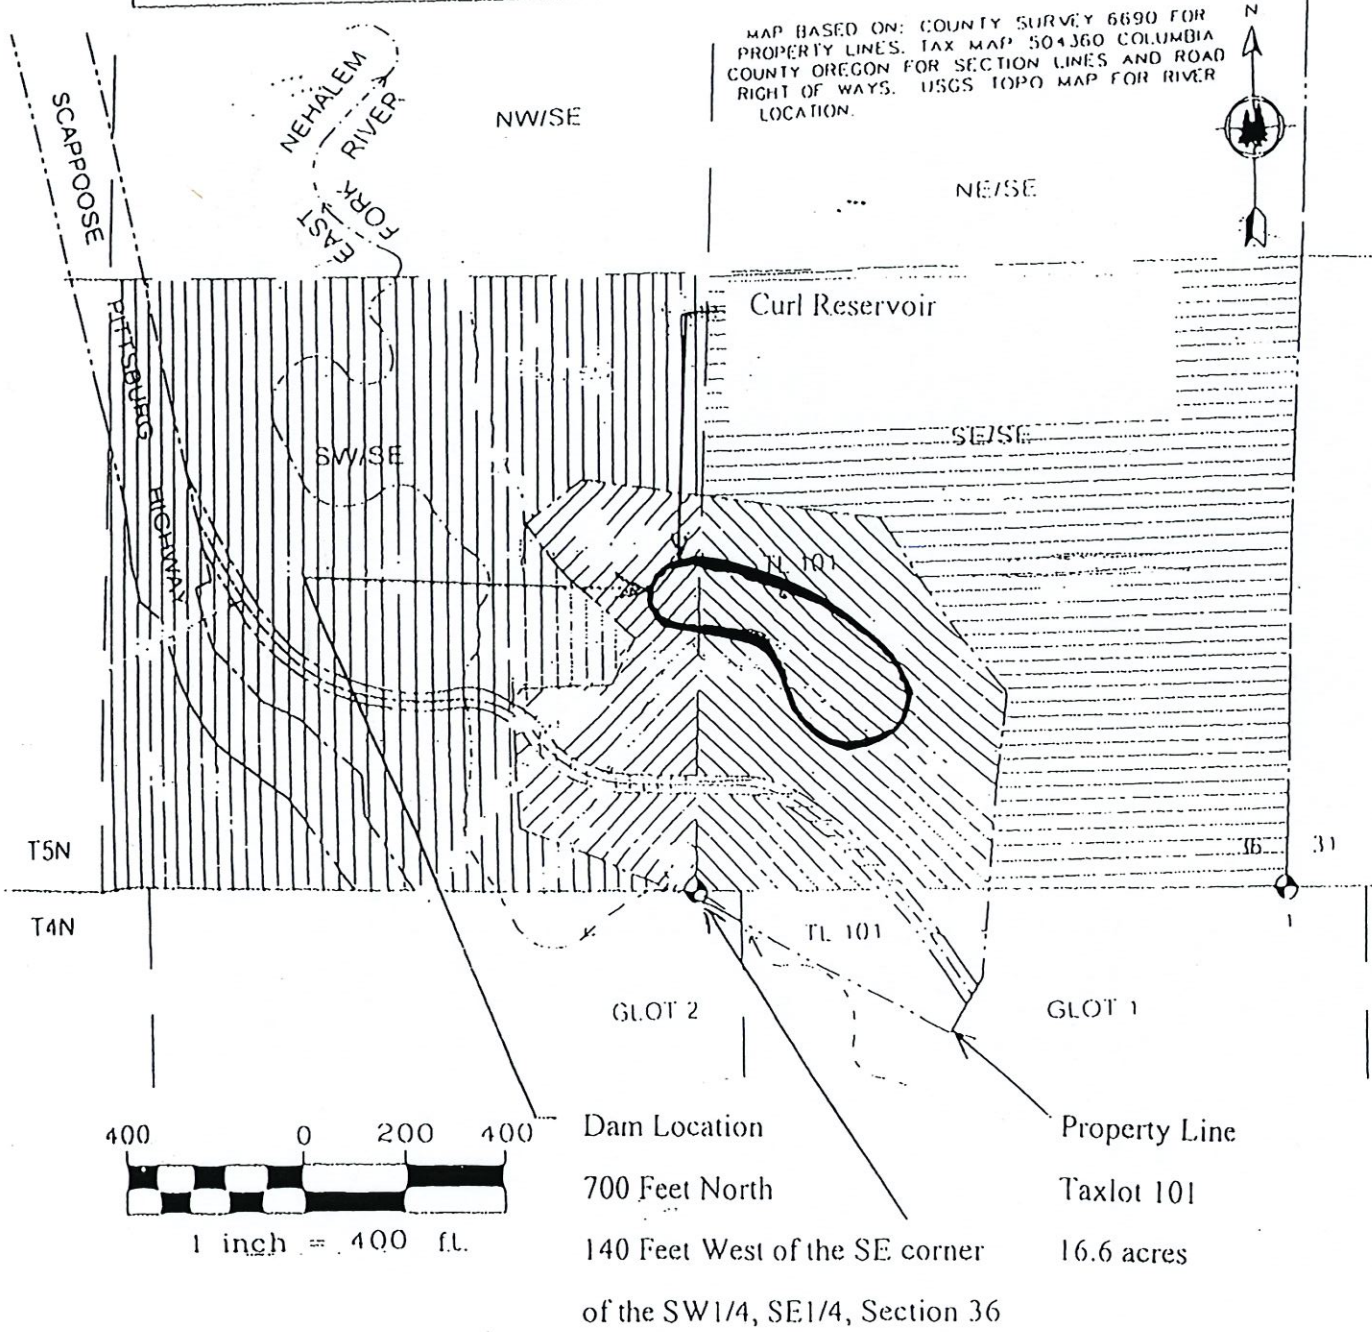 MAP BASED ON: COUNTY SURVEY 6690 FOR
PROPERTY LINES. TAX MAP 504360 COLUMBIA
COUNTY OREGON FOR SECTION LINES AND ROAD
RIGHT OF WAYS. USGS TOPO MAP FOR RIVER
LOCATION.
N
SCAPPOOSE
NEHALEM
RIVER
EAST
FORK
NW/SE
NE/SE
PITTSBURG
HIGHWAY
Curl Reservoir
SW/SE
SE/SE
TL 101
T5N
36
31
T4N
1
TL 101
GLOT 2
GLOT 1
400
0
200
400
1 inch = 400 ft.
Dam Location
700 Feet North
140 Feet West of the SE corner
of the SW1/4, SE1/4, Section 36
Property Line
Taxlot 101
16.6 acres